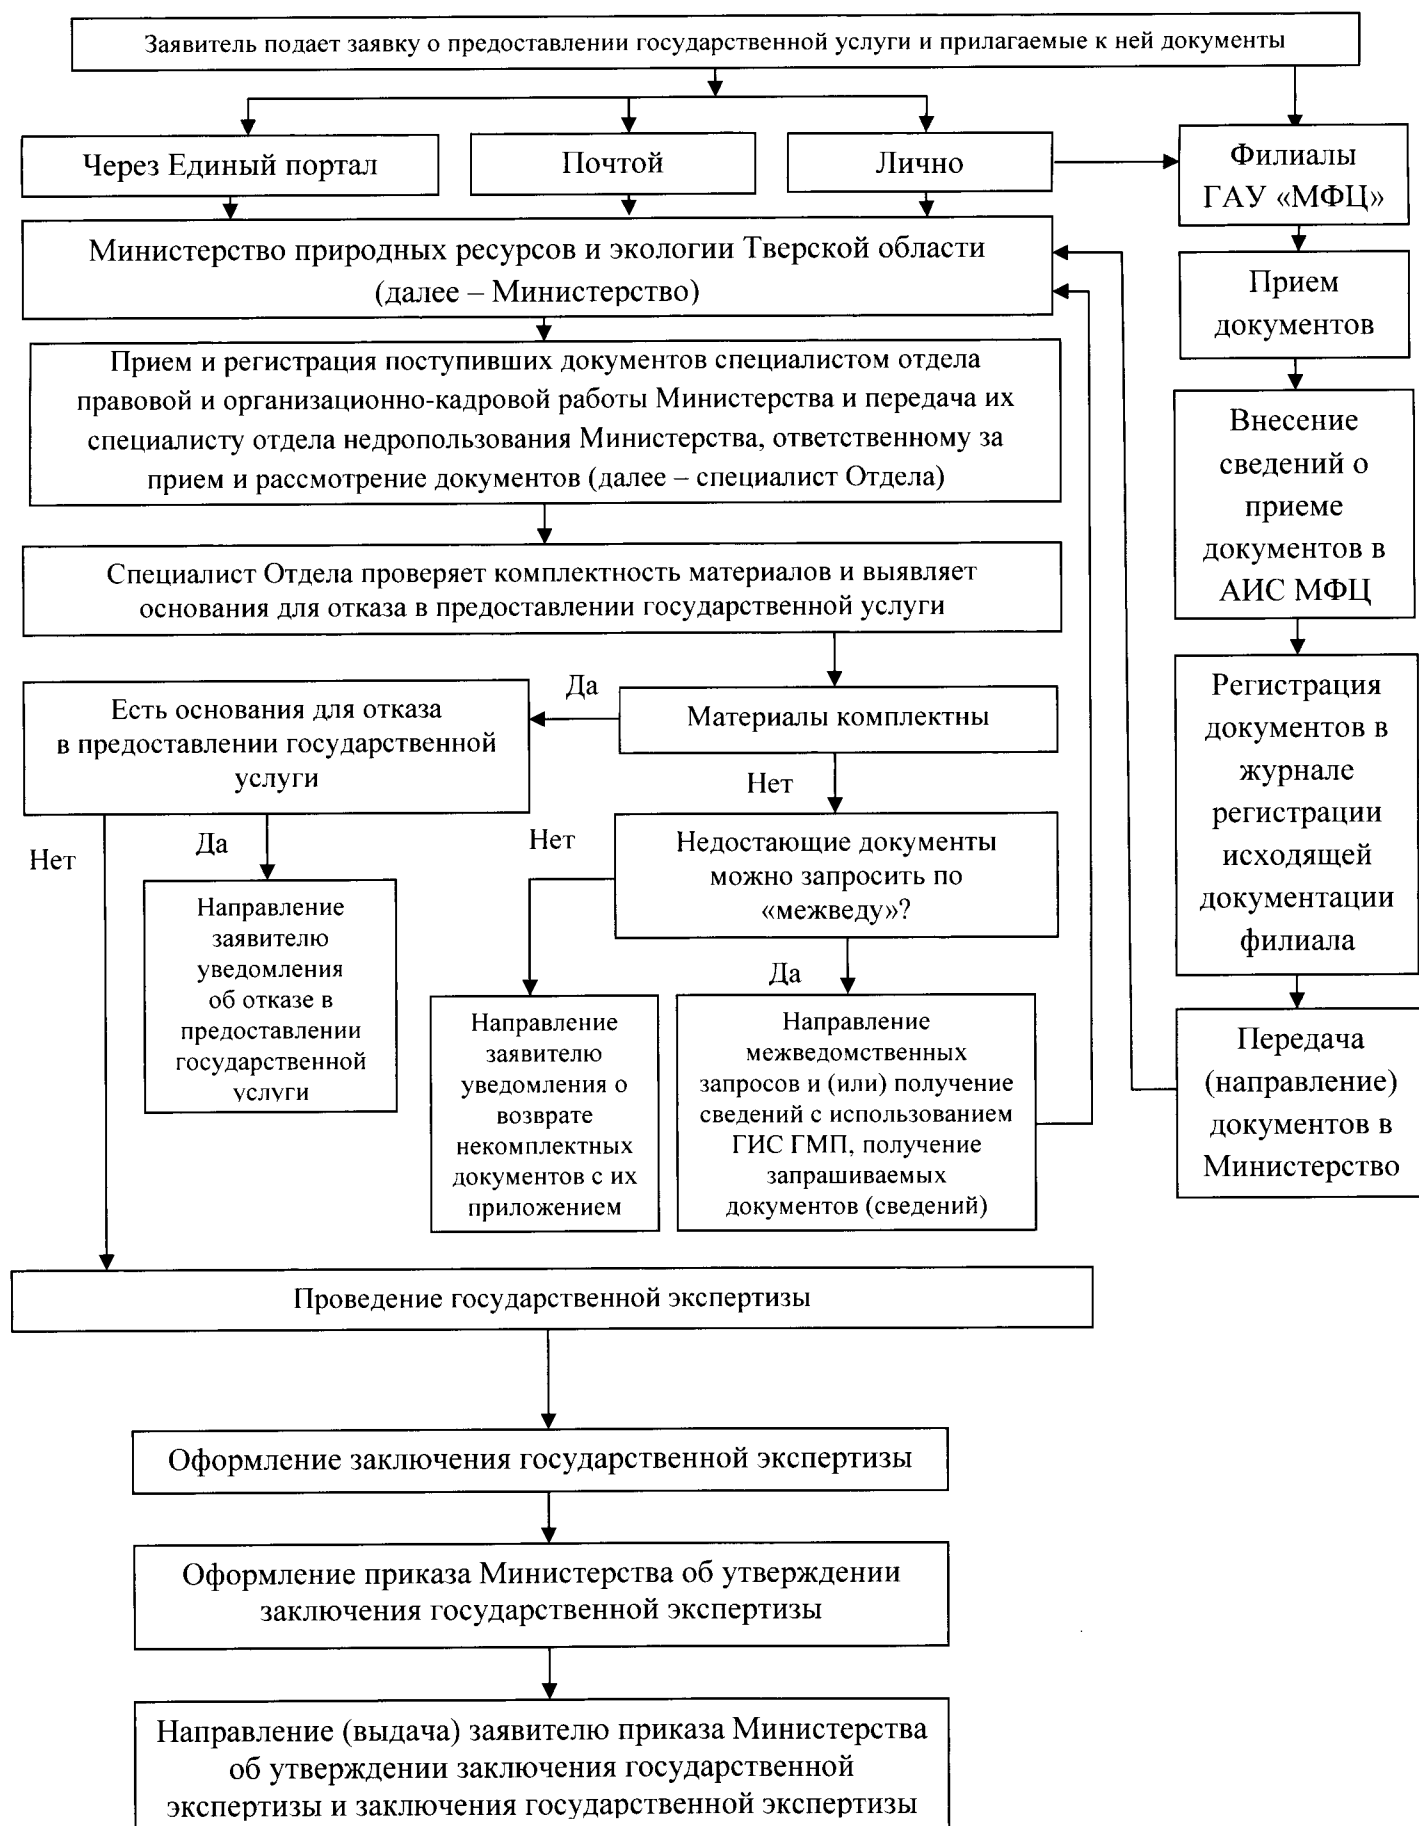 Заявитель подает заявку о предоставлении государственной услуги и прилагаемые к ней документы
Через Единый портал
Почтой
Лично
Филиалы
ГАУ «МФЦ»
Министерство природных ресурсов и экологии Тверской области
(далее – Министерство)
Прием
документов
Прием и регистрация поступивших документов специалистом отдела
правовой и организационно-кадровой работы Министерства и передача их
специалисту отдела недропользования Министерства, ответственному за
прием и рассмотрение документов (далее – специалист Отдела)
Внесение
сведений о
приеме
документов в
АИС МФЦ
Специалист Отдела проверяет комплектность материалов и выявляет
основания для отказа в предоставлении государственной услуги
Регистрация
документов в
журнале
регистрации
исходящей
документации
филиала
Материалы комплектны
Да
Есть основания для отказа
в предоставлении государственной
услуги
Нет
Недостающие документы
можно запросить по
«межведу»?
Нет
Да
Нет
Да
Направление
заявителю
уведомления
об отказе в
предоставлении
государственной
услуги
Направление
заявителю
уведомления о
возврате
некомплектных
документов с их
приложением
Направление
межведомственных
запросов и (или) получение
сведений с использованием
ГИС ГМП, получение
запрашиваемых
документов (сведений)
Передача
(направление)
документов в
Министерство
Проведение государственной экспертизы
Оформление заключения государственной экспертизы
Оформление приказа Министерства об утверждении
заключения государственной экспертизы
Направление (выдача) заявителю приказа Министерства
об утверждении заключения государственной
экспертизы и заключения государственной экспертизы